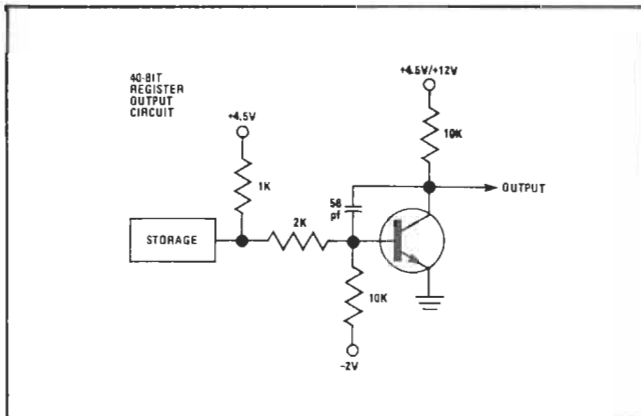 40-BIT
REGISTER
OUTPUT
CIRCUIT
+4.5V
+4.5V/+12V
10K
1K
OUTPUT
56
pf
2K
STORAGE
10K
-2V